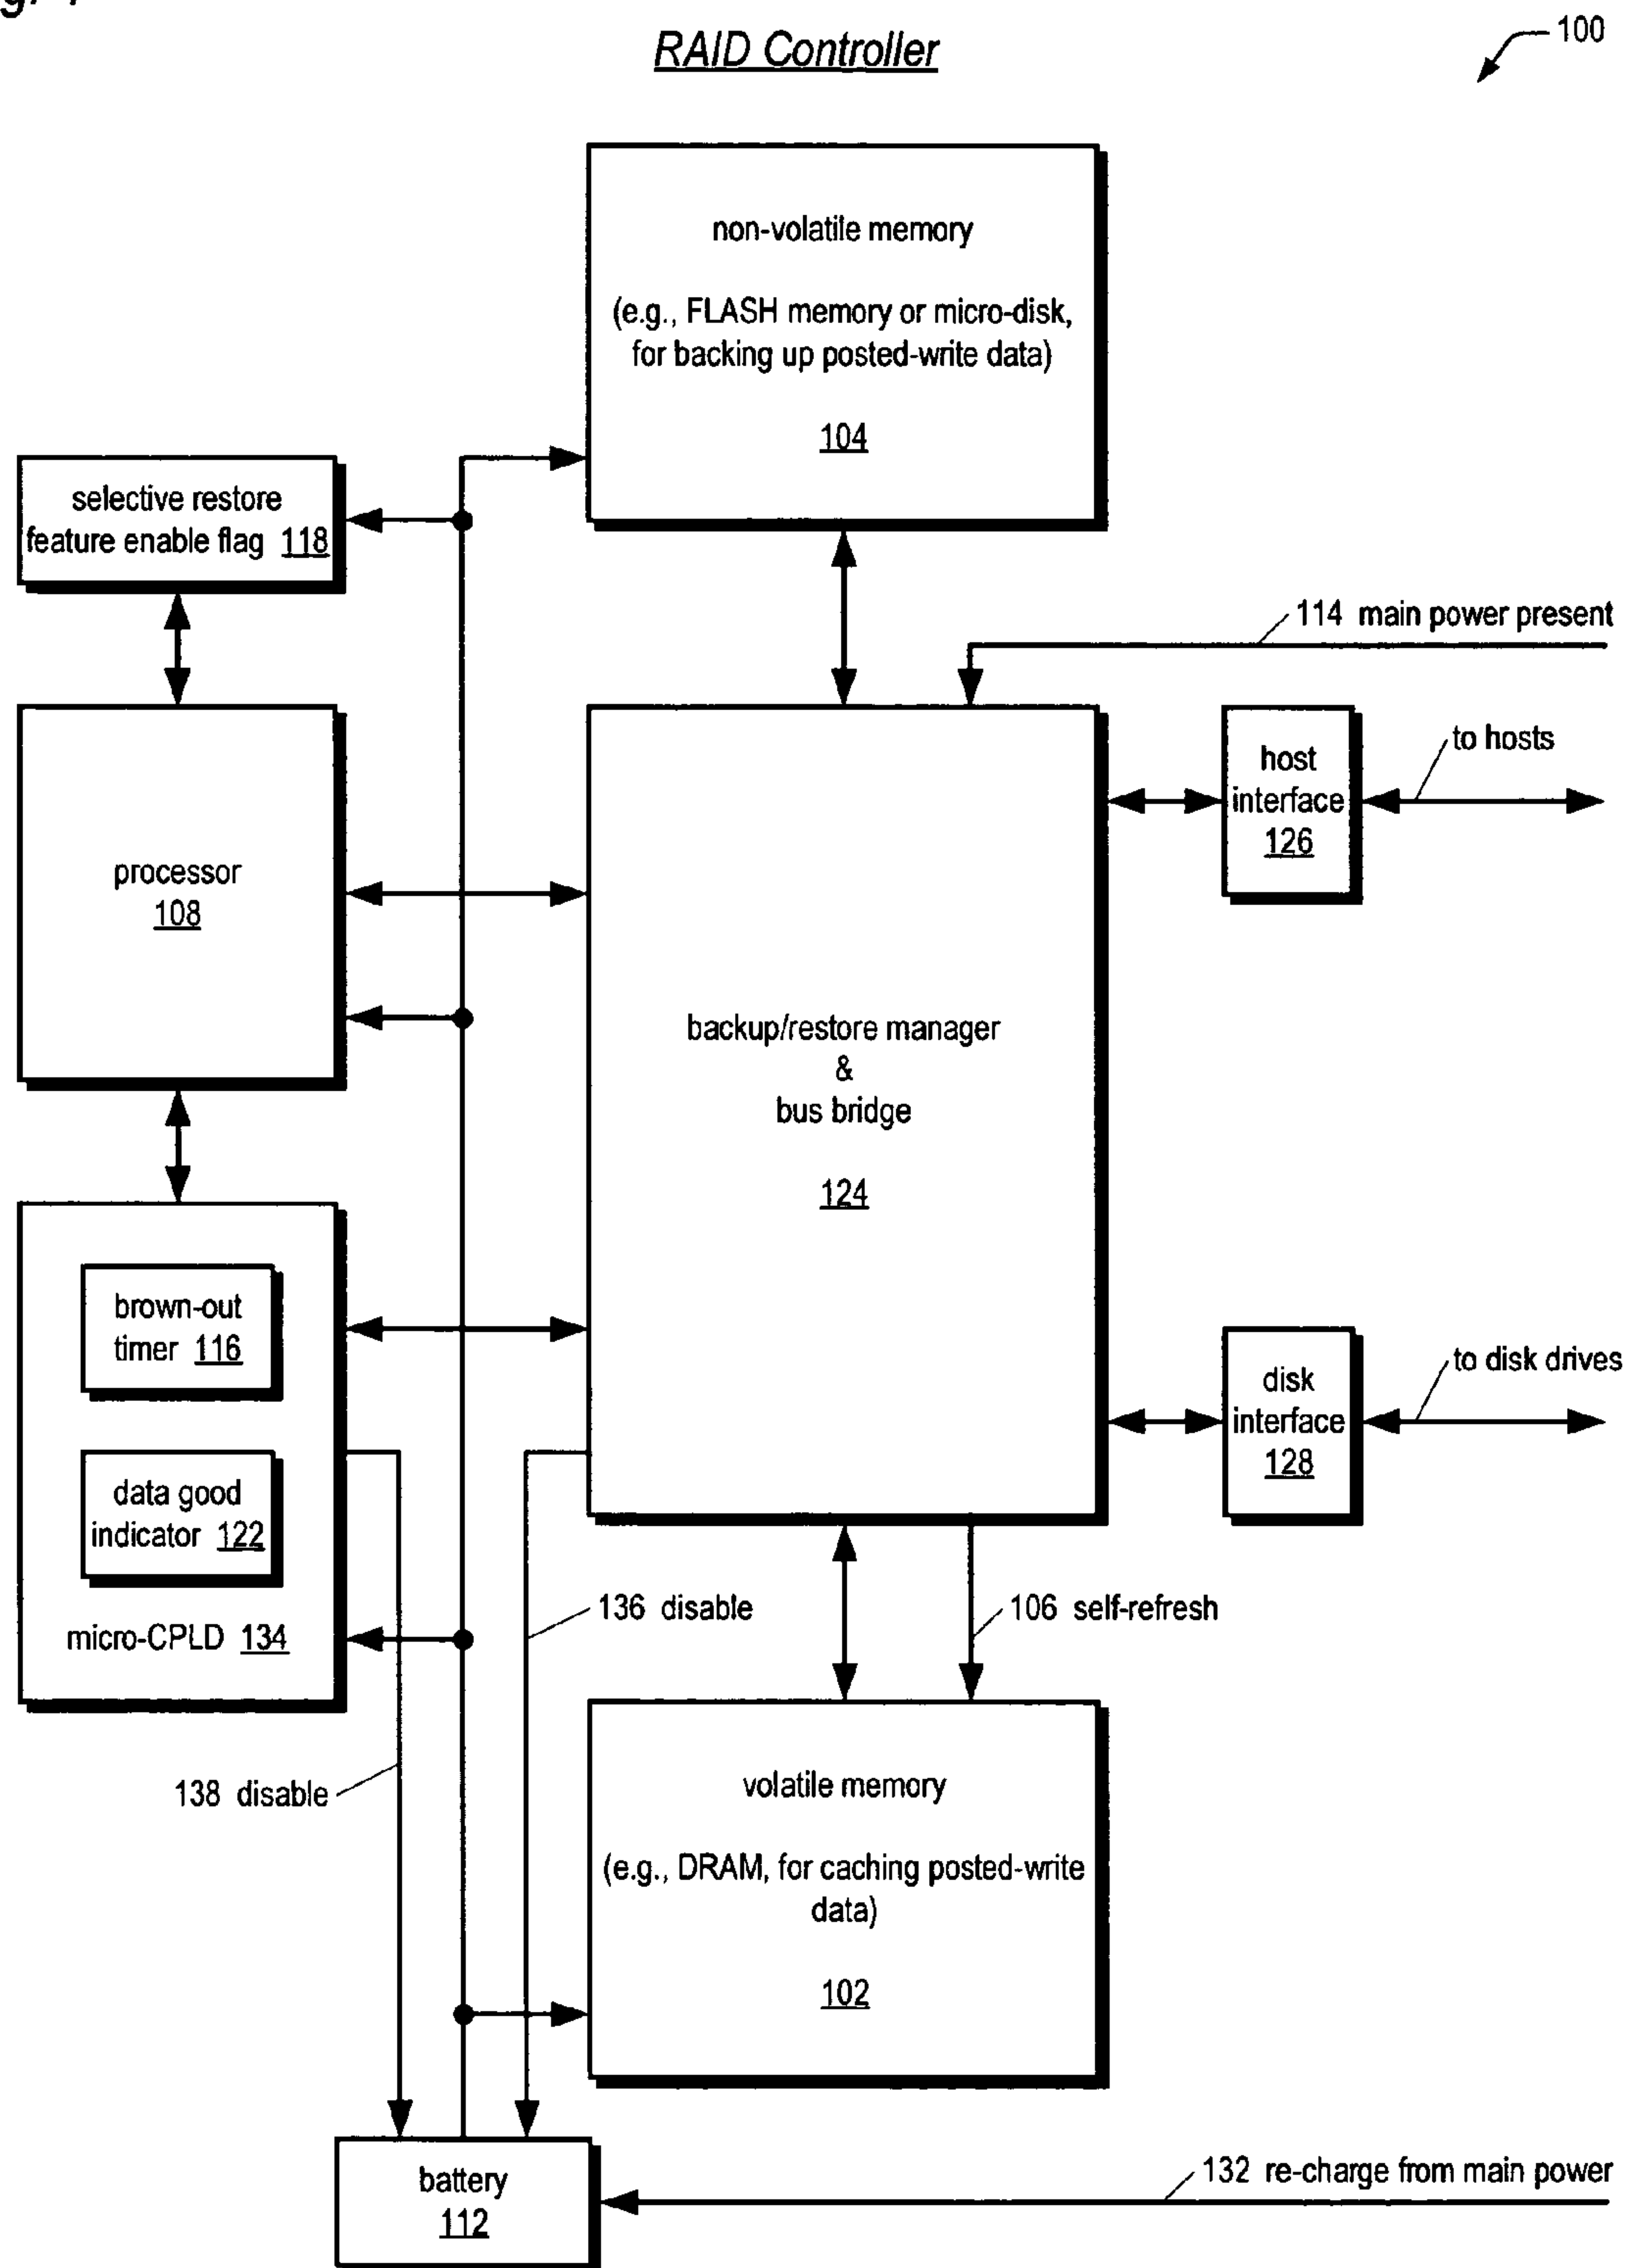 RAID Controller
100
non-volatile memory
(e.g., FLASH memory or micro-disk,
for backing up posted-write data)
104
selective restore
feature enable flag 118
114 main power present
processor
108
host
interface
126
to hosts
backup/restore manager
&
bus bridge
124
brown-out
timer 116
data good
indicator 122
micro-CPLD 134
disk
interface
128
to disk drives
136 disable
106 self-refresh
138 disable
volatile memory
(e.g., DRAM, for caching posted-write
data)
102
battery
112
132 re-charge from main power